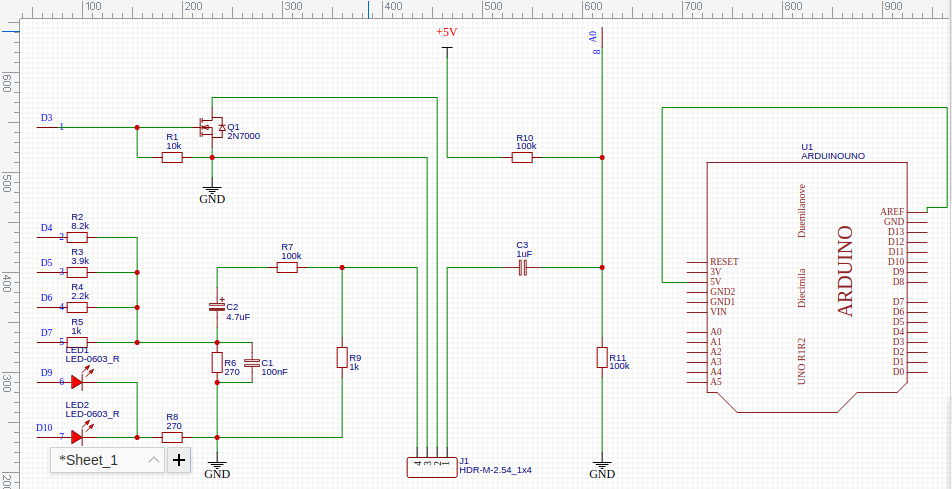 100
200
300
400
500
600
700
800
900
600
500
400
300
200
+5V
A0
8
D3
1
Q1
2N7000
R1
10k
GND
R10
100k
U1
ARDUINOUNO
D4
2
R2
8.2k
D5
3
R3
3.9k
D6
4
R4
2.2k
D7
5
R5
1k
R7
100k
C3
1uF
C2
4.7uF
R6
270
C1
100nF
R9
1k
R11
100k
LED1
LED-0603_R
D9
6
LED2
LED-0603_R
D10
7
R8
270
GND
4
3
2
1
J1
HDR-M-2.54_1x4
GND
RESET
3V
5V
GND2
GND1
VIN
A0
A1
A2
A3
A4
A5
Duemilanove
Diecimila
UNO R1R2
ARDUINO
AREF
GND
D13
D12
D11
D10
D9
D8
D7
D6
D5
D4
D3
D2
D1
D0
*Sheet_1
+